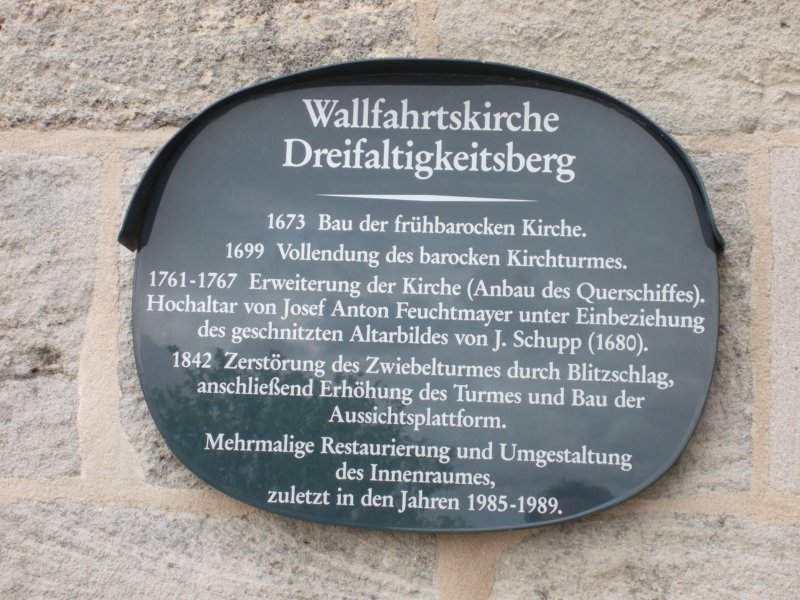 Wallfahrtskirche
Dreifaltigkeitsberg
1673 Bau der frühbarocken Kirche.
1699 Vollendung des barocken Kirchturmes.
1761-1767 Erweiterung der Kirche (Anbau des Querschiffes).
Hochaltar von Josef Anton Feuchtmayer unter Einbeziehung
des geschnitzten Altarbildes von J. Schupp (1680).
1842 Zerstörung des Zwiebelturmes durch Blitzschlag,
anschließend Erhöhung des Turmes und Bau der
Aussichtsplattform.
Mehrmalige Restaurierung und Umgestaltung
des Innenraumes,
zuletzt in den Jahren 1985-1989.